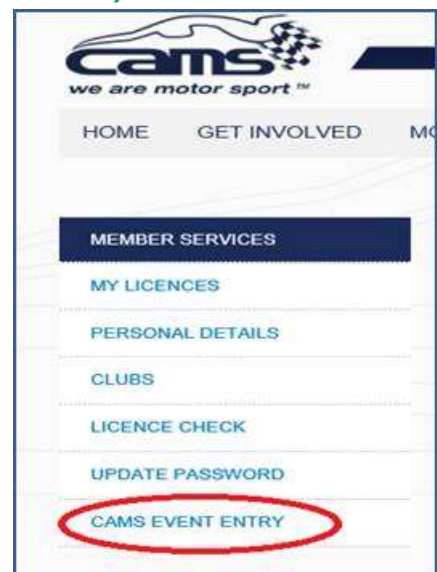 cams
we are motor sport ™
HOME GET INVOLVED
MEMBER SERVICES
MY LICENCES
PERSONAL DETAILS
CLUBS
LICENCE CHECK
UPDATE PASSWORD
CAMS EVENT ENTRY